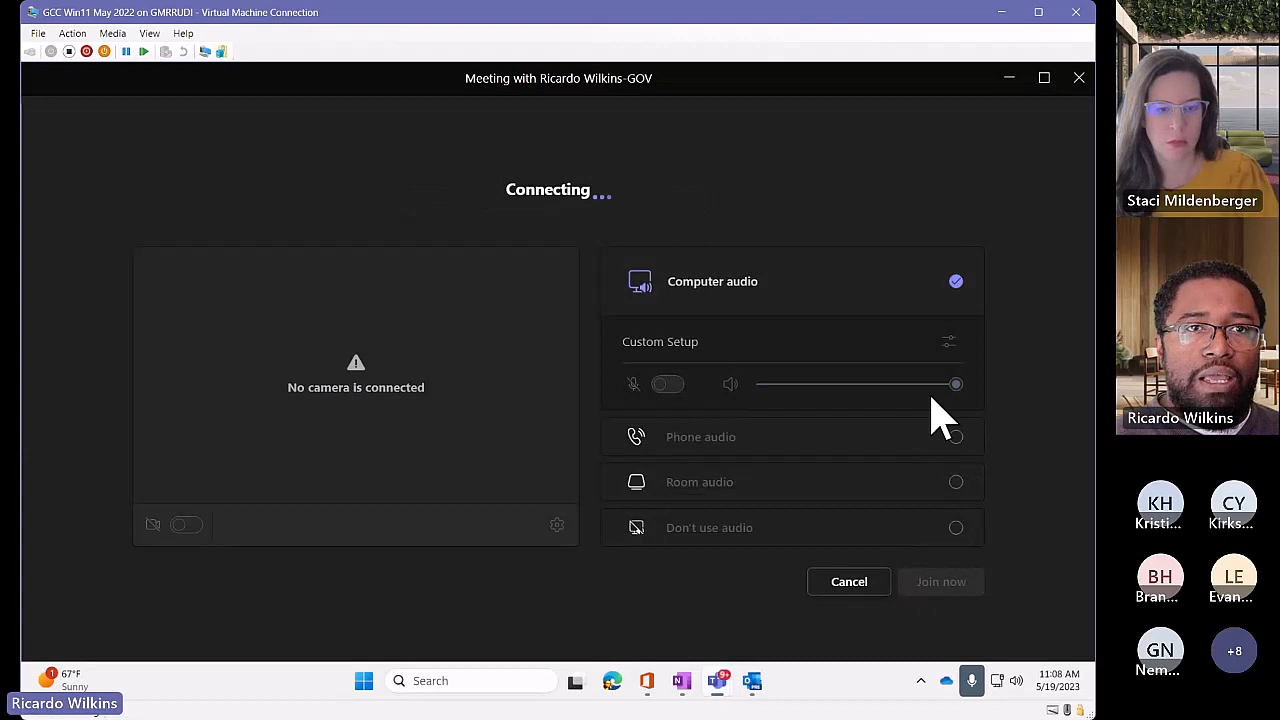 GCC Win11 May 2022 on GMRRUDI - Virtual Machine Connection
File Action Media View Help
Meeting with Ricardo Wilkins-GOV
Connecting...
No camera is connected
Computer audio
Custom Setup
Phone audio
Room audio
Don't use audio
Cancel Join now
1
67°F
Sunny
Search
9+
11:08 AM
5/19/2023
Ricardo Wilkins
Staci Mildenberger
Ricardo Wilkins
KH
Kristi...
CY
Kirks...
BH
Bran...
LE
Evan...
GN
Nem...
+8